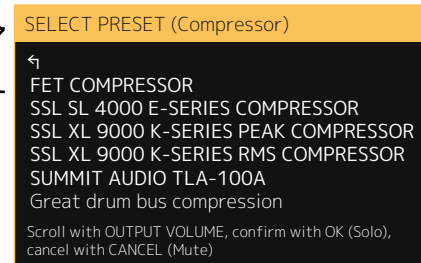 SELECT PRESET (Compressor)
FET COMPRESSOR
SSL SL 4000 E-SERIES COMPRESSOR
SSL XL 9000 K-SERIES PEAK COMPRESSOR
SSL XL 9000 K-SERIES RMS COMPRESSOR
SUMMIT AUDIO TLA-100A
Great drum bus compression
Scroll with OUTPUT VOLUME, confirm with OK (Solo),
cancel with CANCEL (Mute)